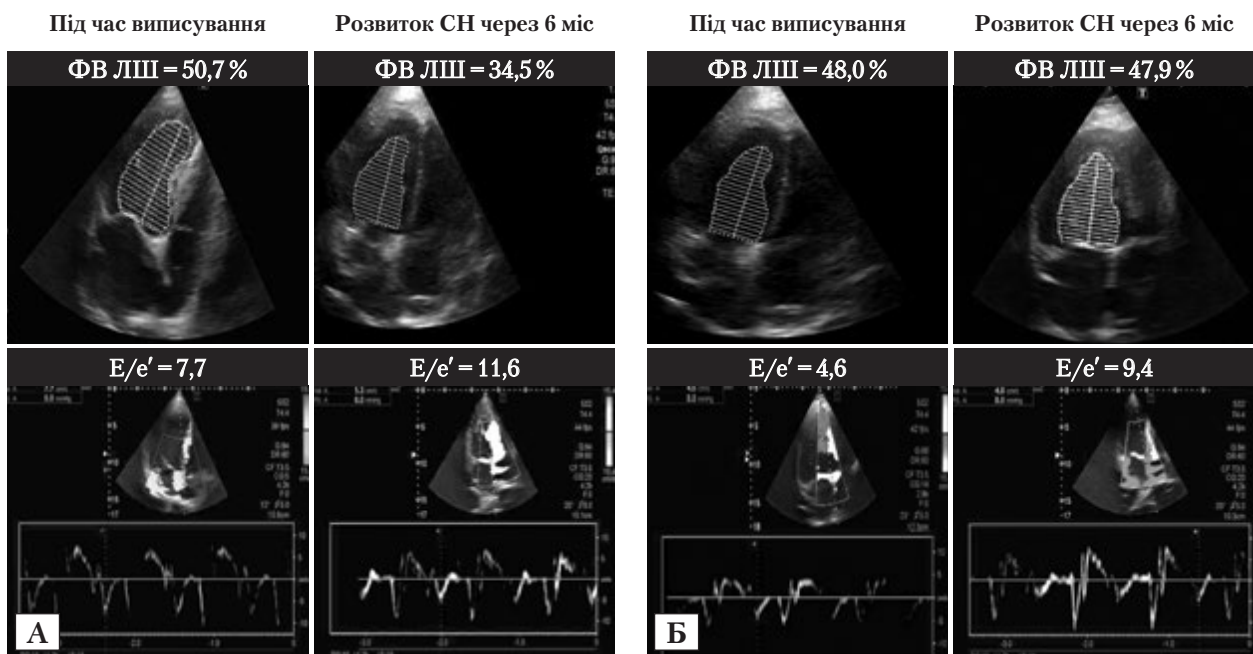 Під час виписування
Розвиток СН через 6 міс
Під час виписування
Розвиток СН через 6 міс
ФВ ЛШ = 50,7 %
ФВ ЛШ = 34,5 %
ФВ ЛШ = 48,0 %
ФВ ЛШ = 47,9 %
E/e′ = 7,7
E/e′ = 11,6
E/e′ = 4,6
E/e′ = 9,4
А
Б